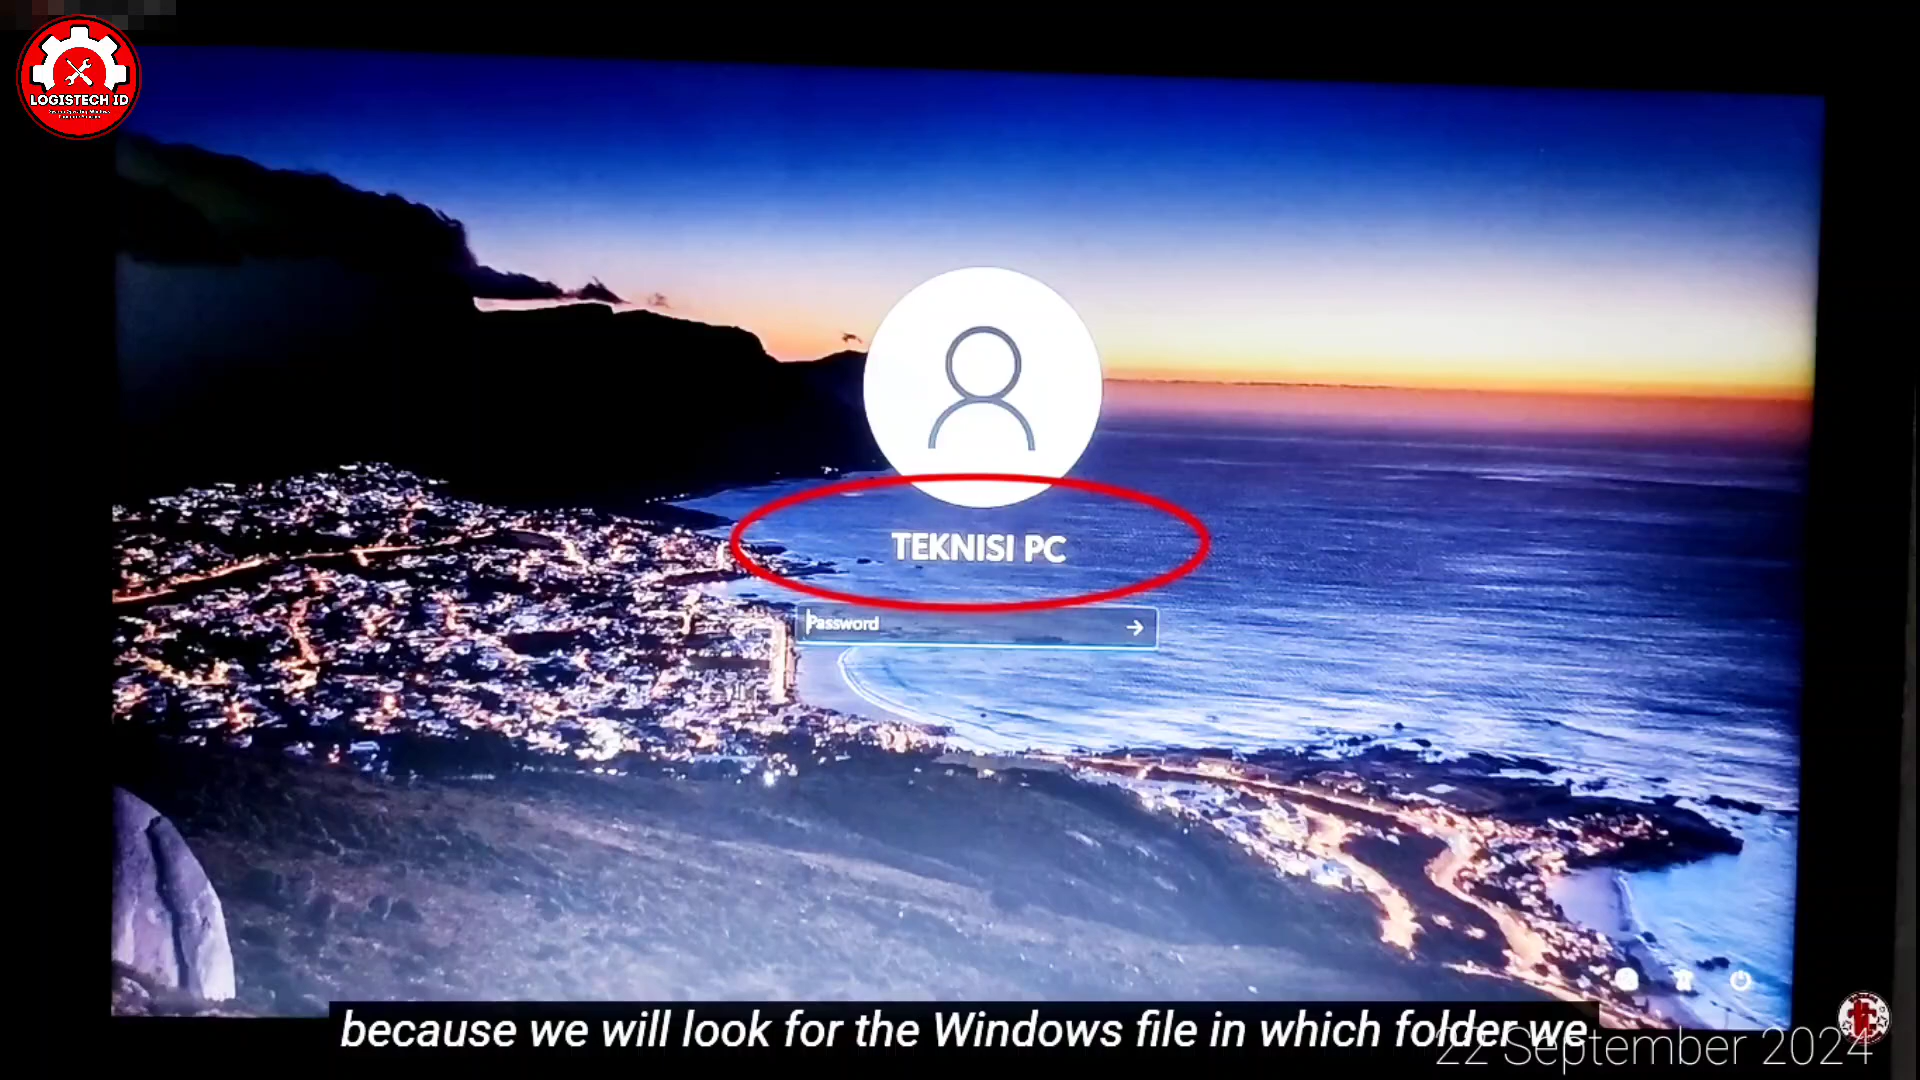 LOGISTECH ID
TEKNISI PC
Password
because we will look for the Windows file in which folder we
22 September 2024